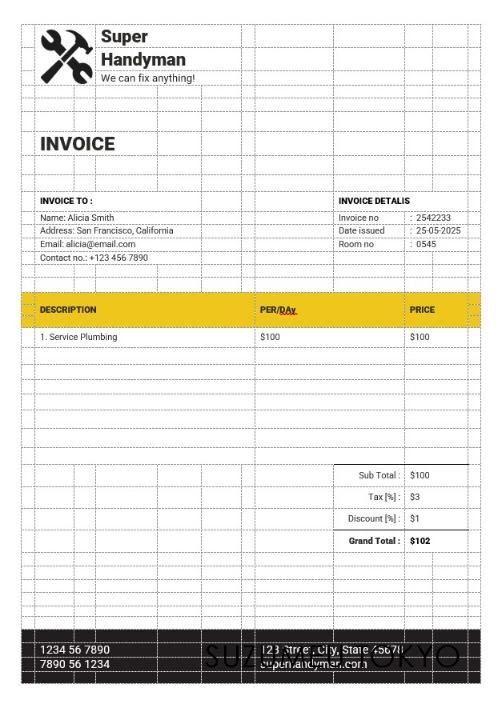 Super
Handyman
We can fix anything!
INVOICE
INVOICE TO :
INVOICE DETALIS
Name: Alicia Smith
Invoice no : 2542233
Address: San Francisco, California
Date issued : 25-05-2025
Email: alicia@email.com
Room no : 0545
Contact no.: +123 456 7890
DESCRIPTION PER/DAy PRICE
1. Service Plumbing $100 $100
Sub Total : $100
Tax [%] : $3
Discount [%] : $1
Grand Total : $102
1234 56 7890 123 Street, City, State 45678
7890 56 1234 superhandyman.com
TOKYO